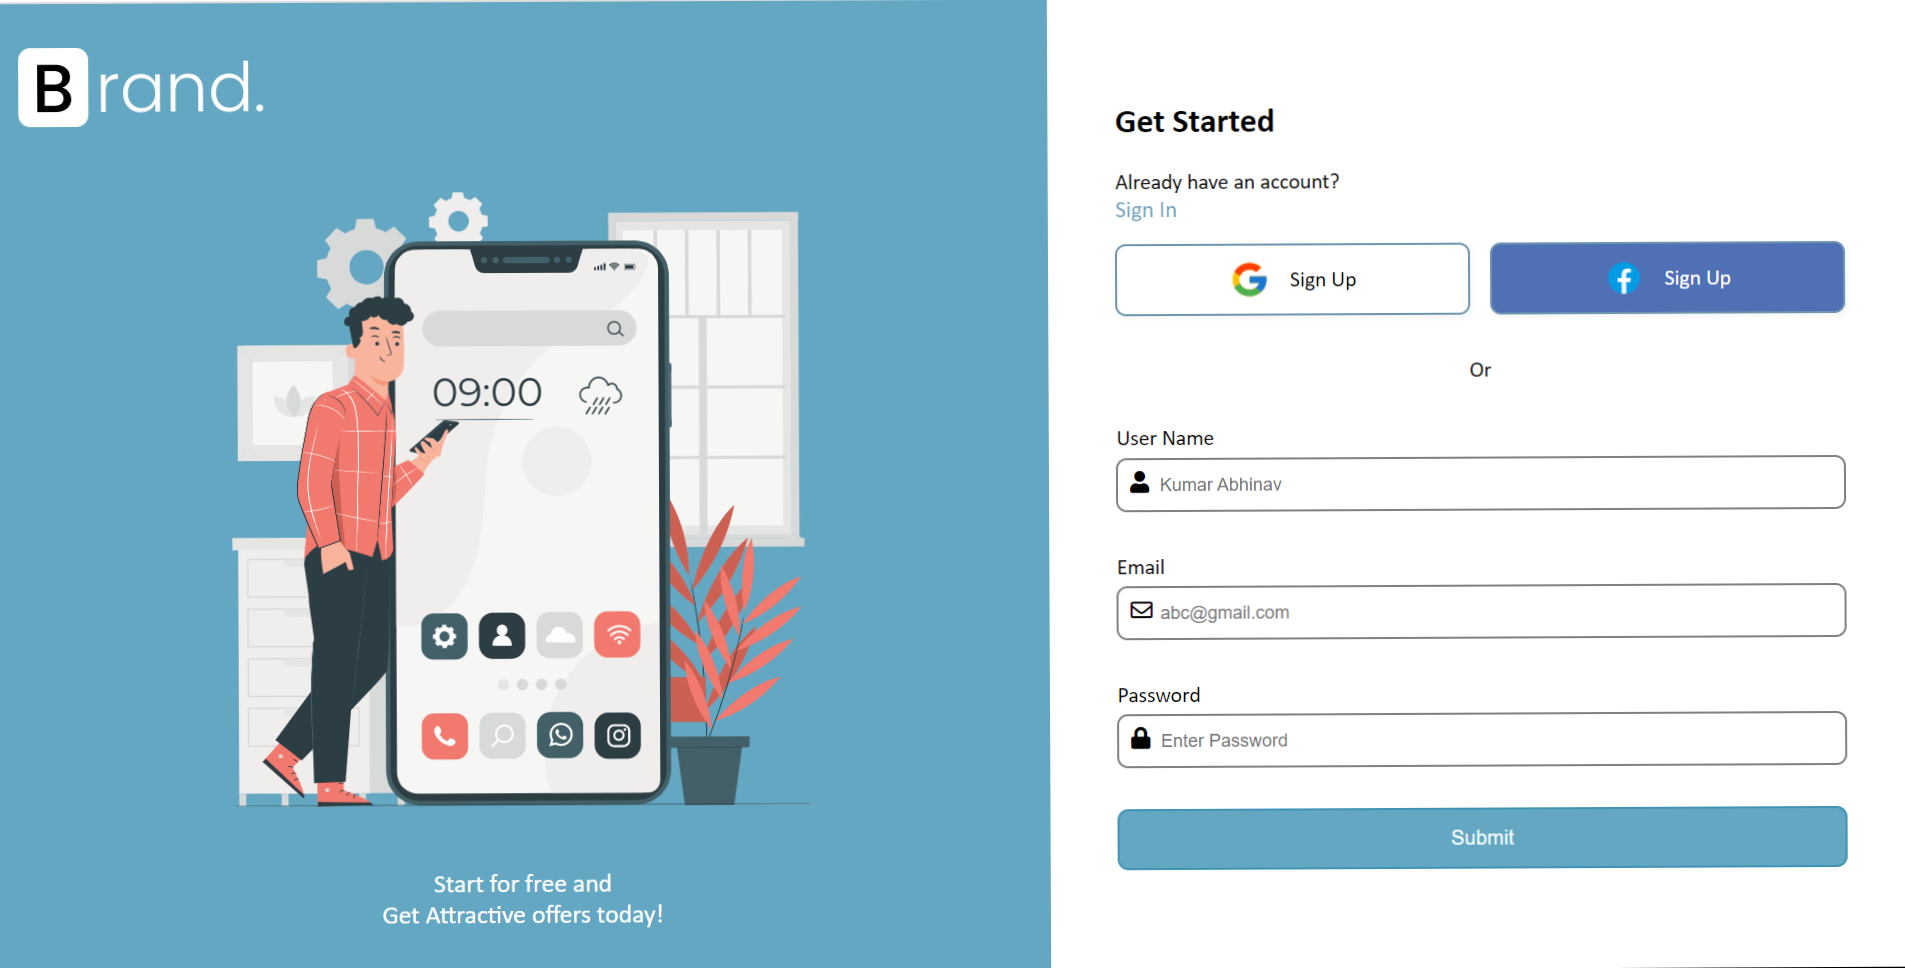 Brand.
09:00
Start for free and
Get Attractive offers today!
Get Started
Already have an account?
Sign In
Sign Up
Sign Up
Or
User Name
Kumar Abhinav
Email
abc@gmail.com
Password
Enter Password
Submit